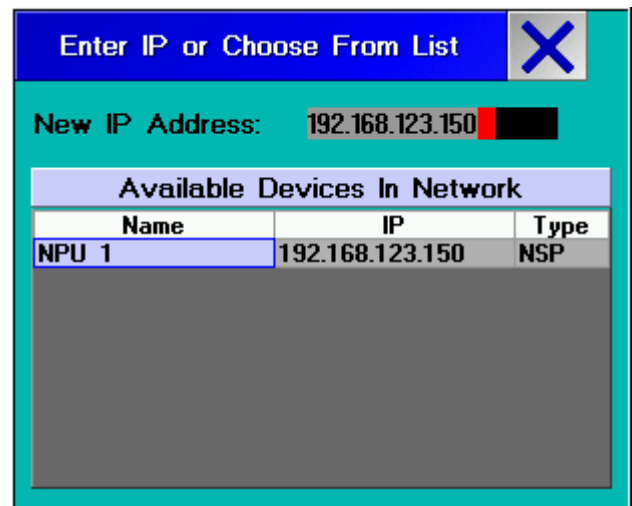 Enter IP or Choose From List
New IP Address: 192.168.123.150
Available Devices In Network
Name IP Type
NPU 1 192.168.123.150 NSP